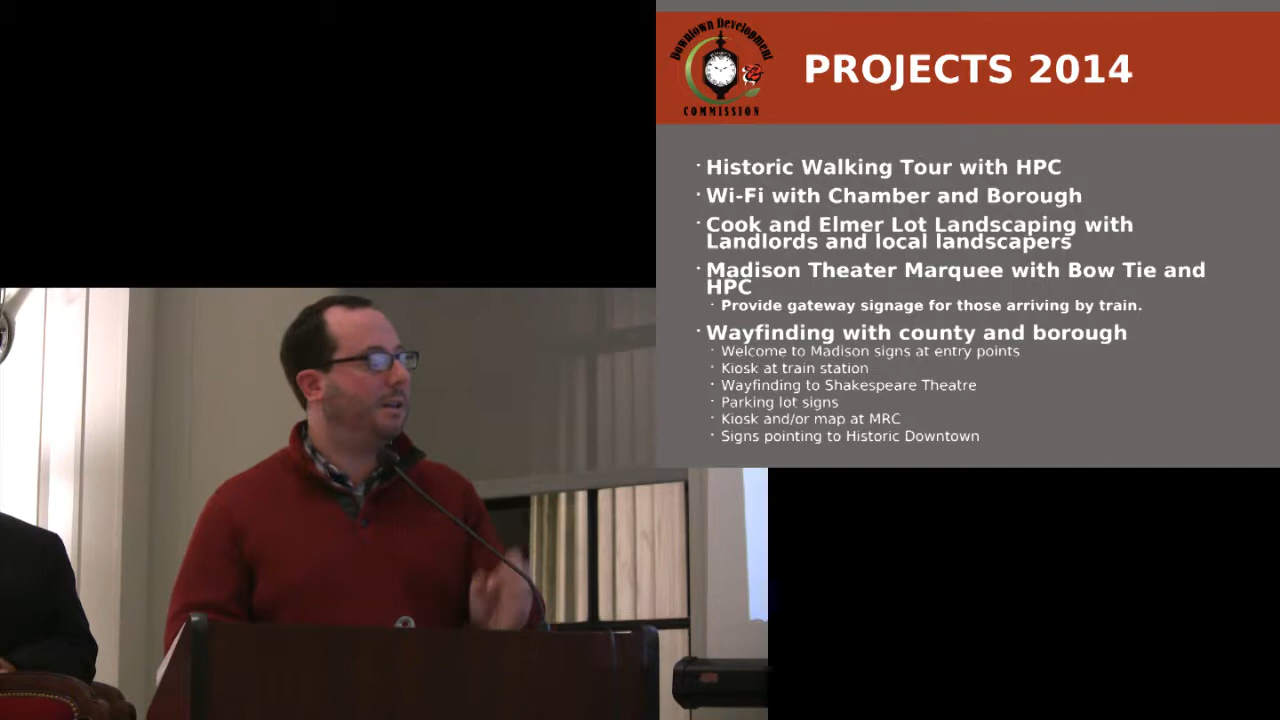 Downtown Development
COMMISSION
PROJECTS 2014
· Historic Walking Tour with HPC
· Wi-Fi with Chamber and Borough
· Cook and Elmer Lot Landscaping with
Landlords and local landscapers
· Madison Theater Marquee with Bow Tie and
HPC
· Provide gateway signage for those arriving by train.
· Wayfinding with county and borough
· Welcome to Madison signs at entry points
· Kiosk at train station
· Wayfinding to Shakespeare Theatre
· Parking lot signs
· Kiosk and/or map at MRC
· Signs pointing to Historic Downtown